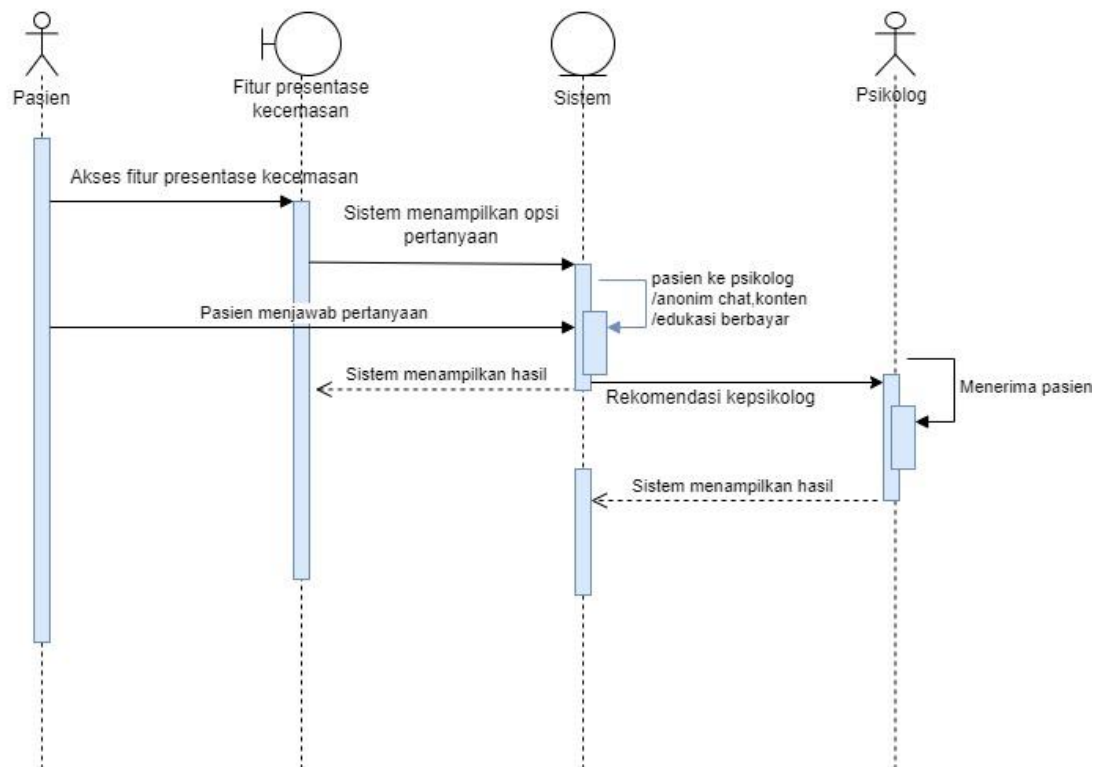 Pasien
Fitur presentase
kecemasan
Sistem
Psikolog
Akses fitur presentase kecemasan
Sistem menampilkan opsi
pertanyaan
pasien ke psikolog
/anonim chat,konten
/edukasi berbayar
Pasien menjawab pertanyaan
Sistem menampilkan hasil
Rekomendasi kepsikolog
Menerima pasien
Sistem menampilkan hasil